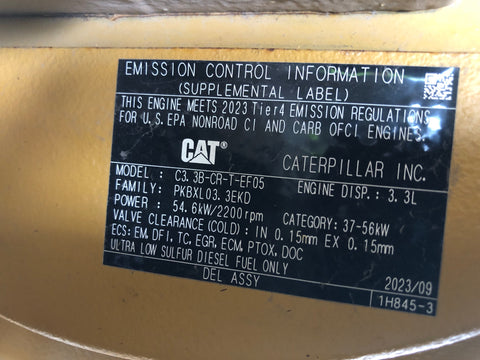 EMISSION CONTROL INFORMATION
(SUPPLEMENTAL LABEL)
THIS ENGINE MEETS 2023 Tier4 EMISSION REGULATIONS
FOR U.S. EPA NONROAD CI AND CARB OFCI ENGINES.
CAT® CATERPILLAR INC.
MODEL : C3.3B-CR-T-EF05 ENGINE DISP.: 3.3L
FAMILY: PKBXL03.3EKD
POWER : 54.6kW/2200rpm CATEGORY: 37-56kW
VALVE CLEARANCE (COLD) : IN 0.15mm EX 0.15mm
ECS: EM, DFI, TC, EGR, ECM, PTOX, DOC
ULTRA LOW SULFUR DIESEL FUEL ONLY
DEL ASSY 2023/09
1H845-3